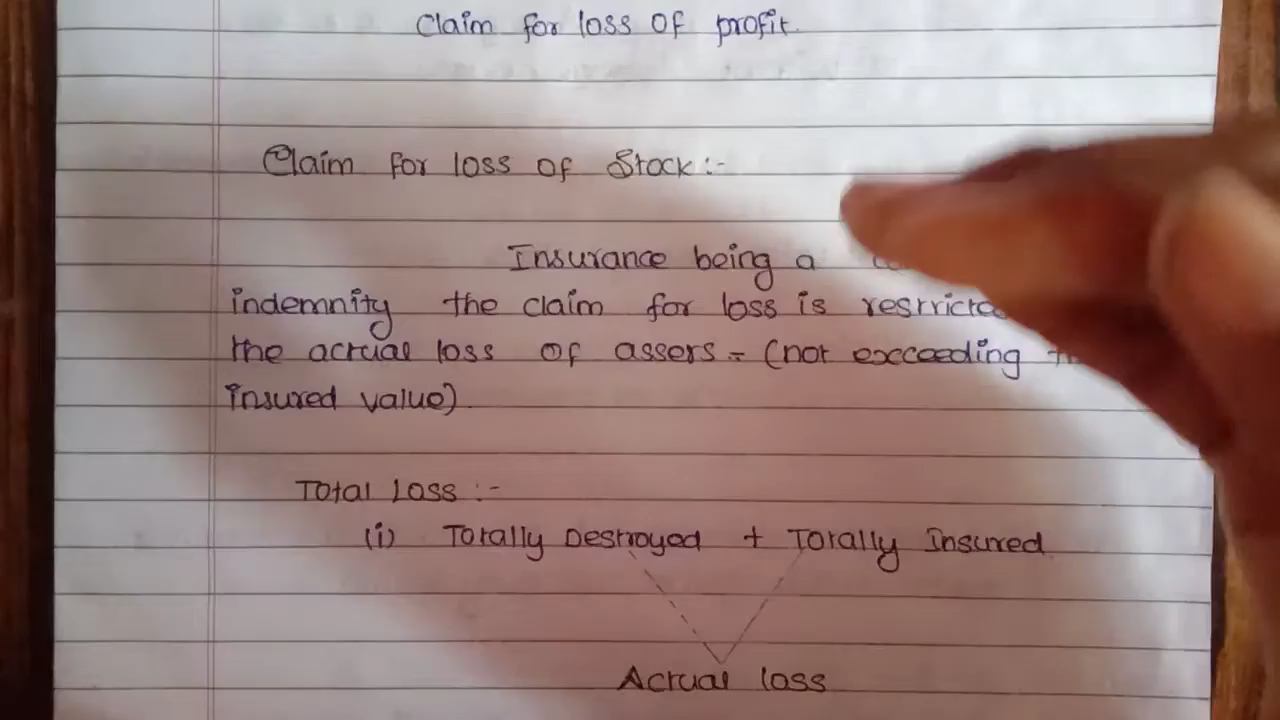 Claim for loss of profit.
Claim for loss of Stock :-
Insurance being a
indemnity the claim for loss is
the actual loss of assets - (not exceeding
insured value)
Total Loss :-
(i) Totally Destroyed + Totally Insured
Actual loss